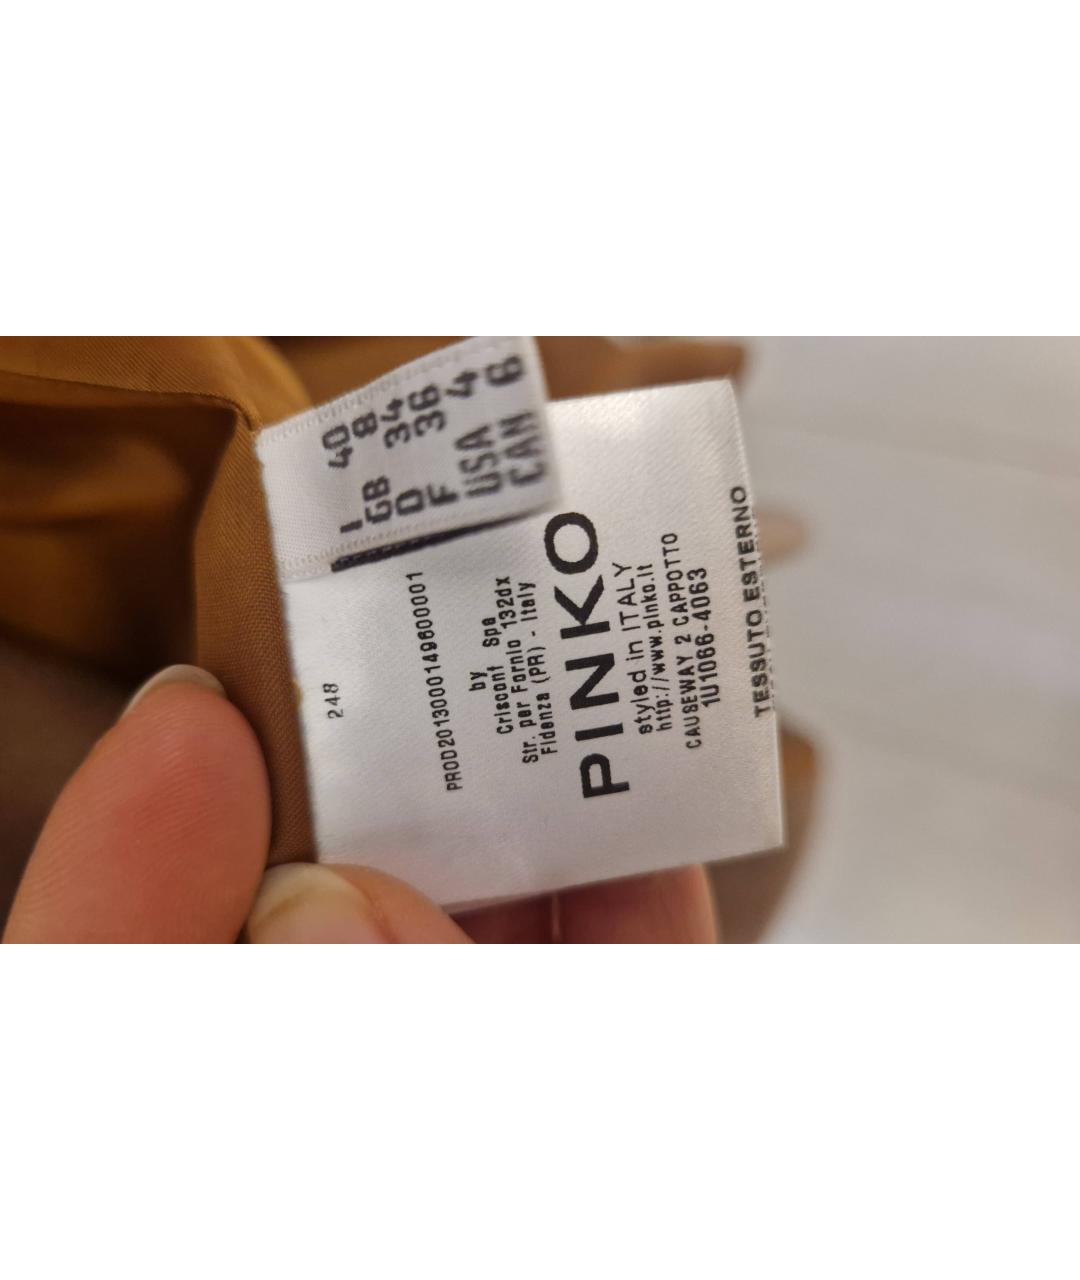 I 40
GB 8
D 34
F 36
USA 4
CAN 6
248
PROD2013000149600001
by
Crisconf Spa
Str. per Fornio 132dx
Fidenza (PR) - Italy
PINKO
styled in ITALY
http://www.pinko.it
CAUSEWAY 2 CAPPOTTO
1U1066-4063
TESSUTO ESTERNO